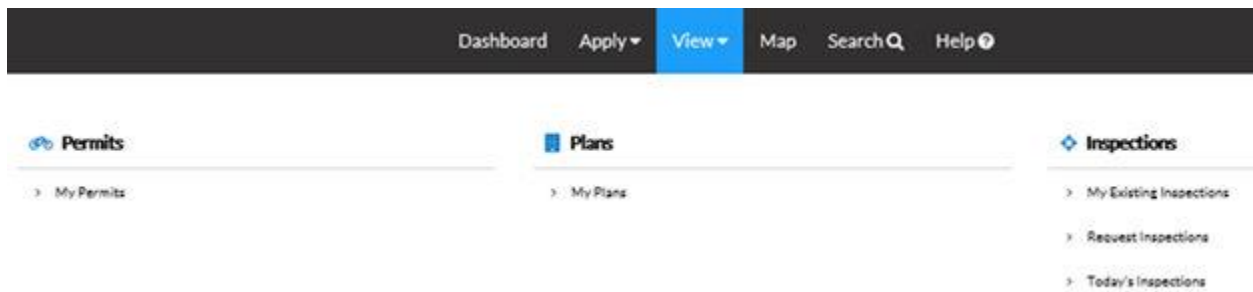 Dashboard Apply View Map Search Help
Permits Plans Inspections
My Permits My Plans My Existing Inspections
Request Inspections
Today's Inspections